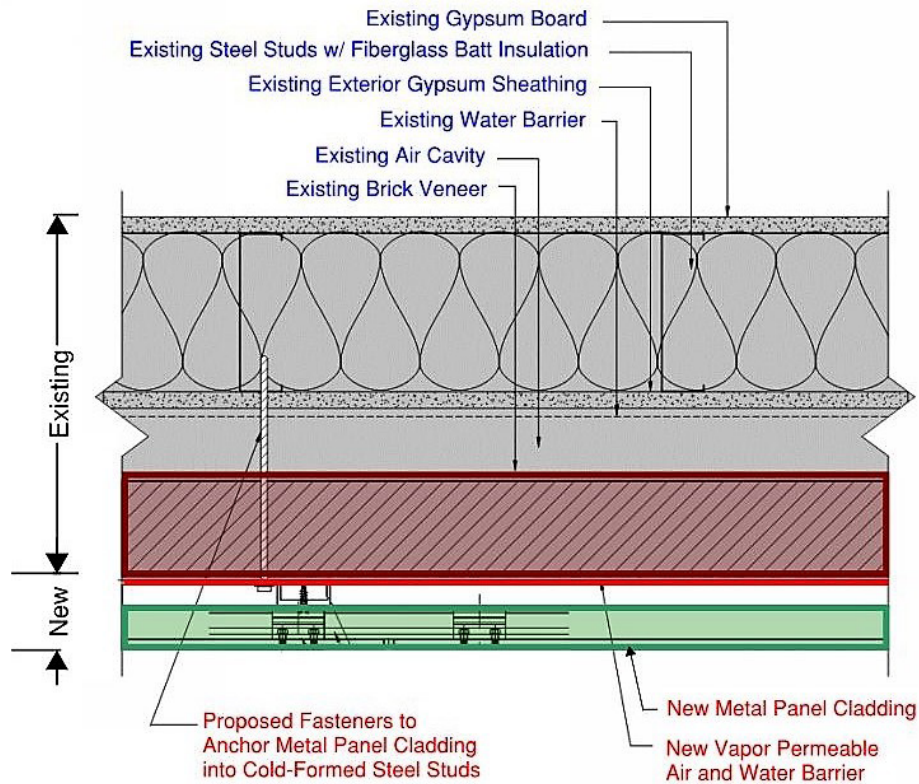 Existing Gypsum Board
Existing Steel Studs w/ Fiberglass Batt Insulation
Existing Exterior Gypsum Sheathing
Existing Water Barrier
Existing Air Cavity
Existing Brick Veneer
Existing
New
Proposed Fasteners to
Anchor Metal Panel Cladding
into Cold-Formed Steel Studs
New Metal Panel Cladding
New Vapor Permeable
Air and Water Barrier